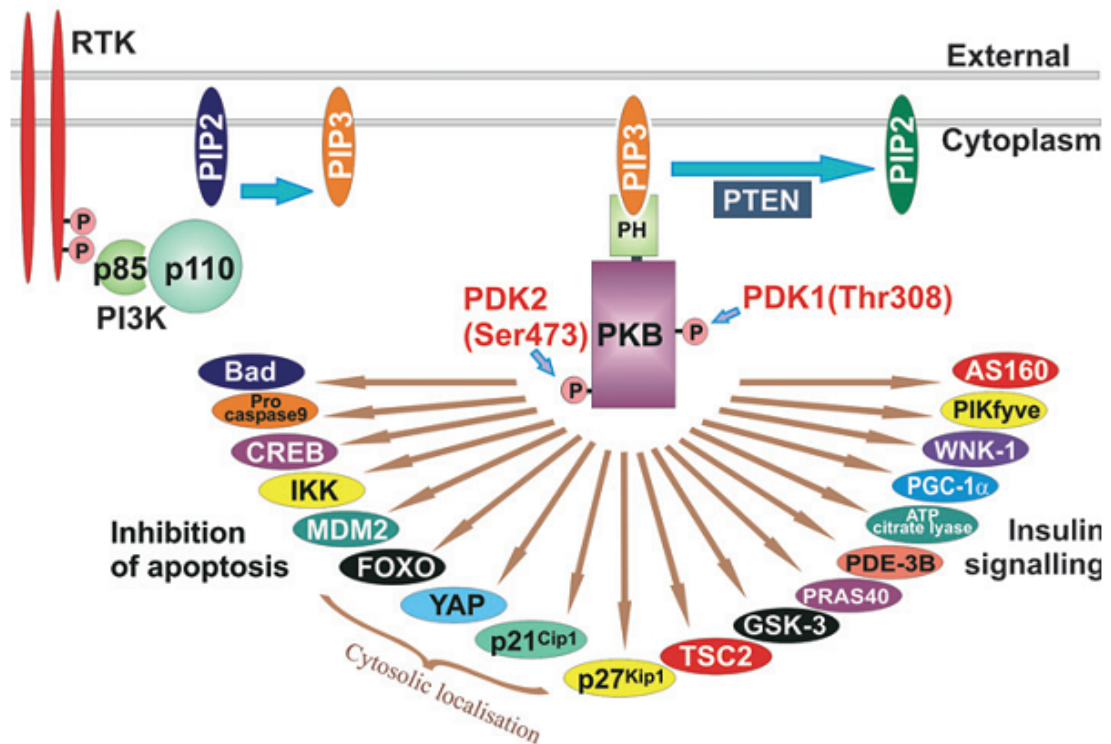 RTK
External
PIP2
PIP3
PIP3
PIP2
Cytoplasm
PTEN
PH
P
P
p85
p110
PI3K
PDK2
(Ser473)
PDK1(Thr308)
PKB
P
P
Bad
Pro
caspase9
CREB
IKK
MDM2
FOXO
YAP
p21Cip1
p27Kip1
TSC2
GSK-3
PRAS40
PDE-3B
ATP
citrate lyase
PGC-1α
WNK-1
PIKfyve
AS160
Inhibition
of apoptosis
Insulin
signalling
Cytosolic localisation